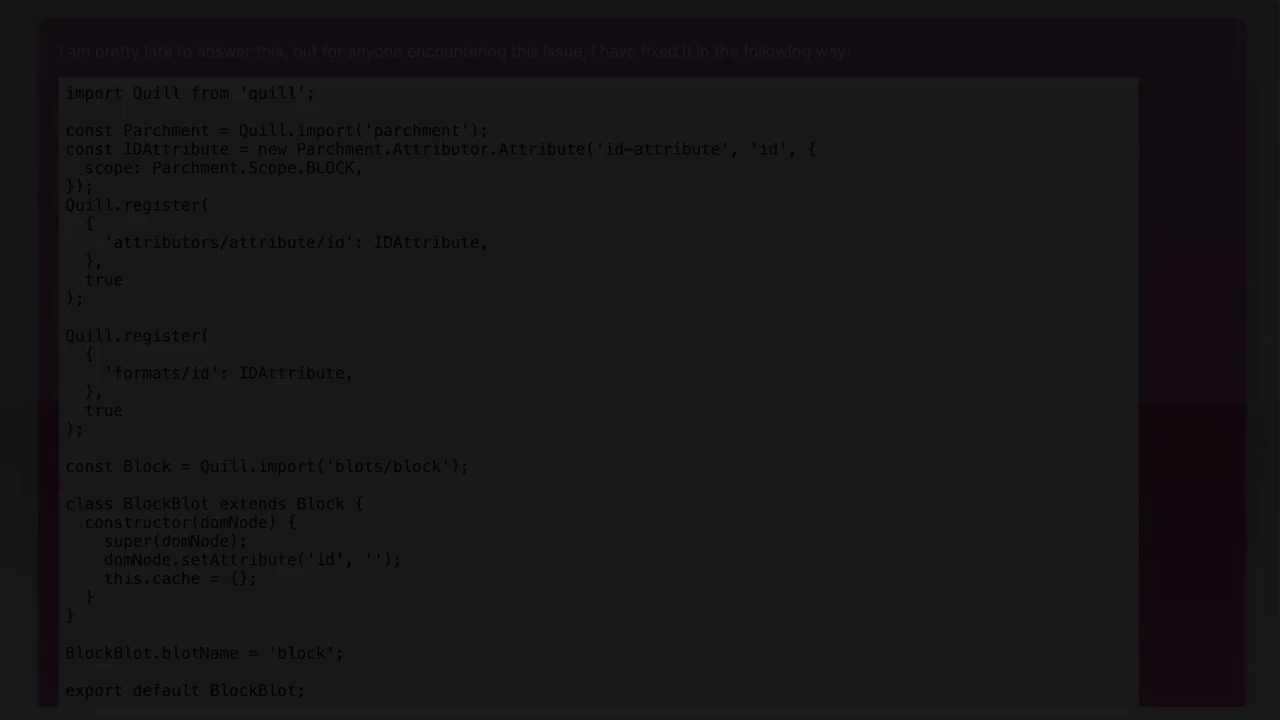 I am pretty late to answer this, but for anyone encountering this issue, I have fixed it in the following way:
import Quill from 'quill';

const Parchment = Quill.import('parchment');
const IDAttribute = new Parchment.Attributor.Attribute('id-attribute', 'id', {
  scope: Parchment.Scope.BLOCK,
});
Quill.register(
  {
    'attributors/attribute/id': IDAttribute,
  },
  true
);

Quill.register(
  {
    'formats/id': IDAttribute,
  },
  true
);

const Block = Quill.import('blots/block');

class BlockBlot extends Block {
  constructor(domNode) {
    super(domNode);
    domNode.setAttribute('id', '');
    this.cache = {};
  }
}

BlockBlot.blotName = 'block';

export default BlockBlot;